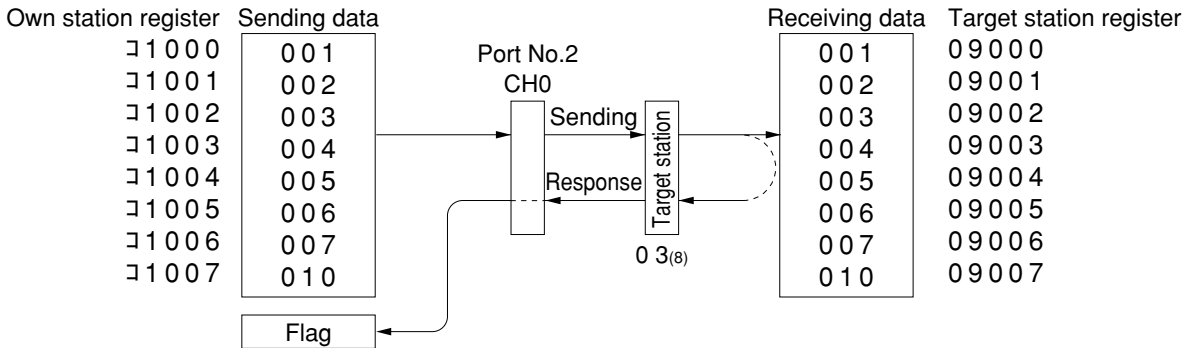 Own station register Sending data Receiving data Target station register
コ1000 001 001 09000
コ1001 002 002 09001
コ1002 003 003 09002
コ1003 004 004 09003
コ1004 005 005 09004
コ1005 006 006 09005
コ1006 007 007 09006
コ1007 010 010 09007
Port No.2
CH0
Sending
Target station
Response
03(8)
Flag